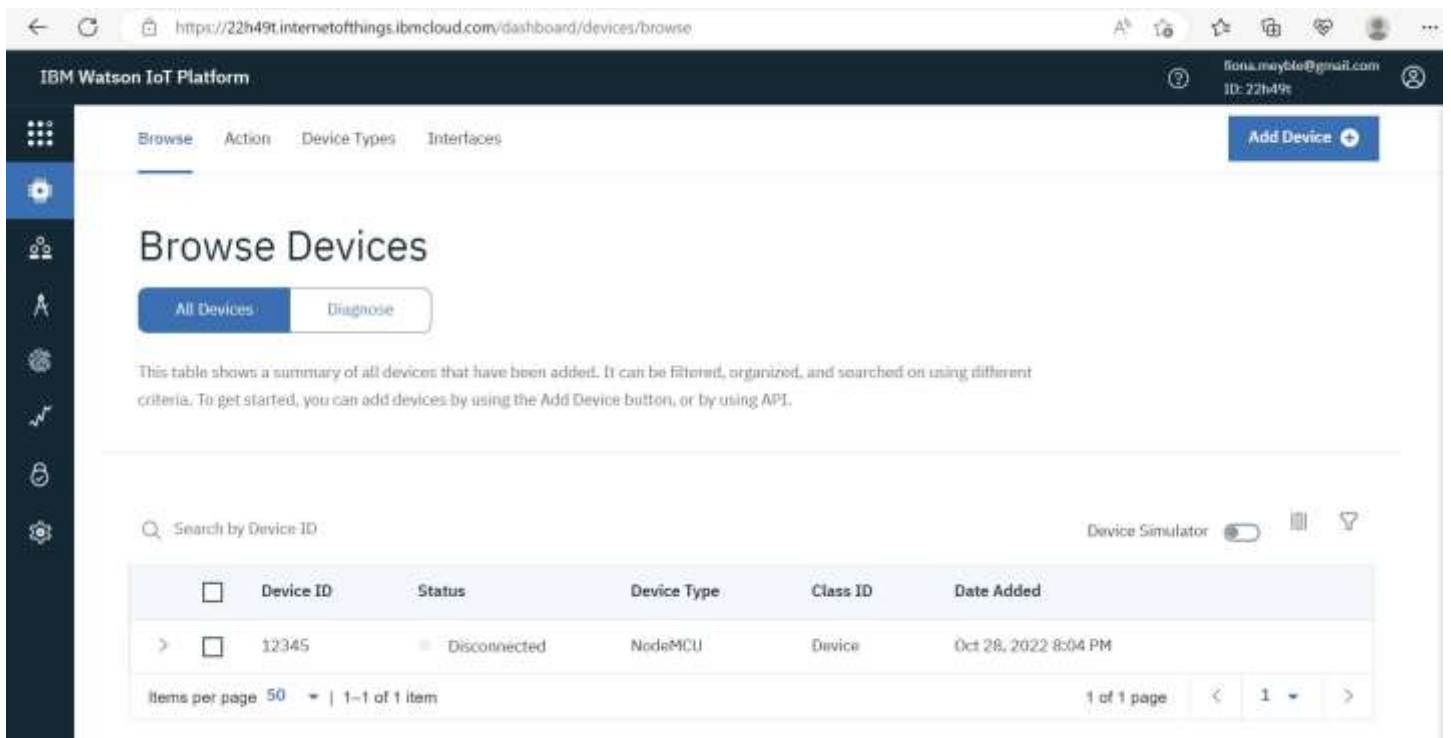 https://22h49t.internetofthings.ibmcloud.com/dashboard/devices/browse
IBM Watson IoT Platform
fiona.meyble@gmail.com
ID: 22h49t
Browse Action Device Types Interfaces
Add Device
Browse Devices
All Devices Diagnose
This table shows a summary of all devices that have been added. It can be filtered, organized, and searched on using different
criteria. To get started, you can add devices by using the Add Device button, or by using API.
Search by Device ID
Device Simulator
Device ID Status Device Type Class ID Date Added
12345 Disconnected NodeMCU Device Oct 28, 2022 8:04 PM
Items per page 50 | 1–1 of 1 item 1 of 1 page 1